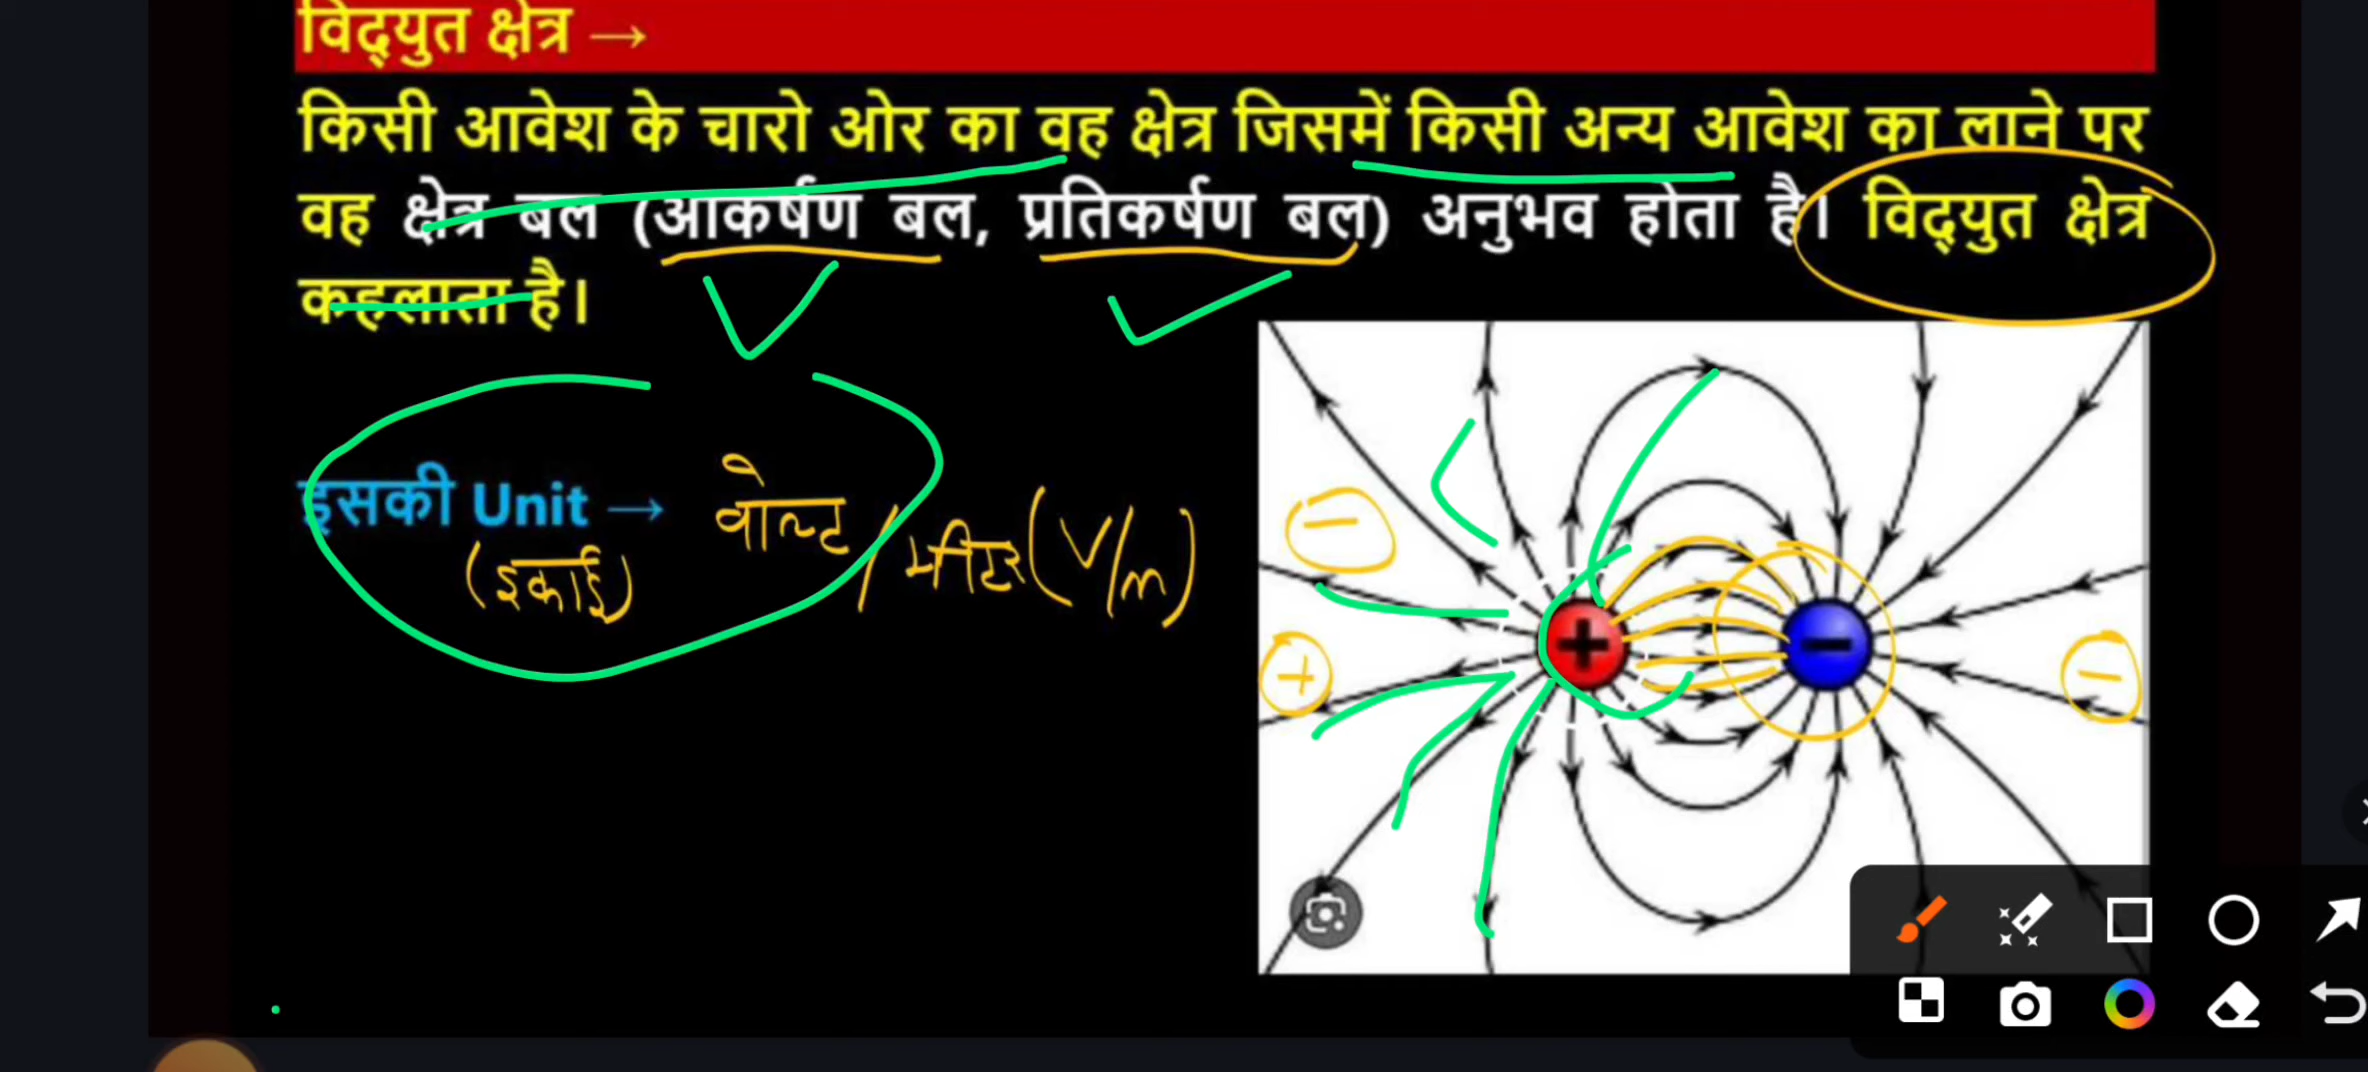 विद्युत क्षेत्र →
किसी आवेश के चारो ओर का वह क्षेत्र जिसमें किसी अन्य आवेश का लाने पर
वह क्षेत्र बल (आकर्षण बल, प्रतिकर्षण बल) अनुभव होता है। विद्युत क्षेत्र
कहलाता है।
इसकी Unit → वोल्ट / मीटर (V/m)
(इकाई)
−
+ − + −